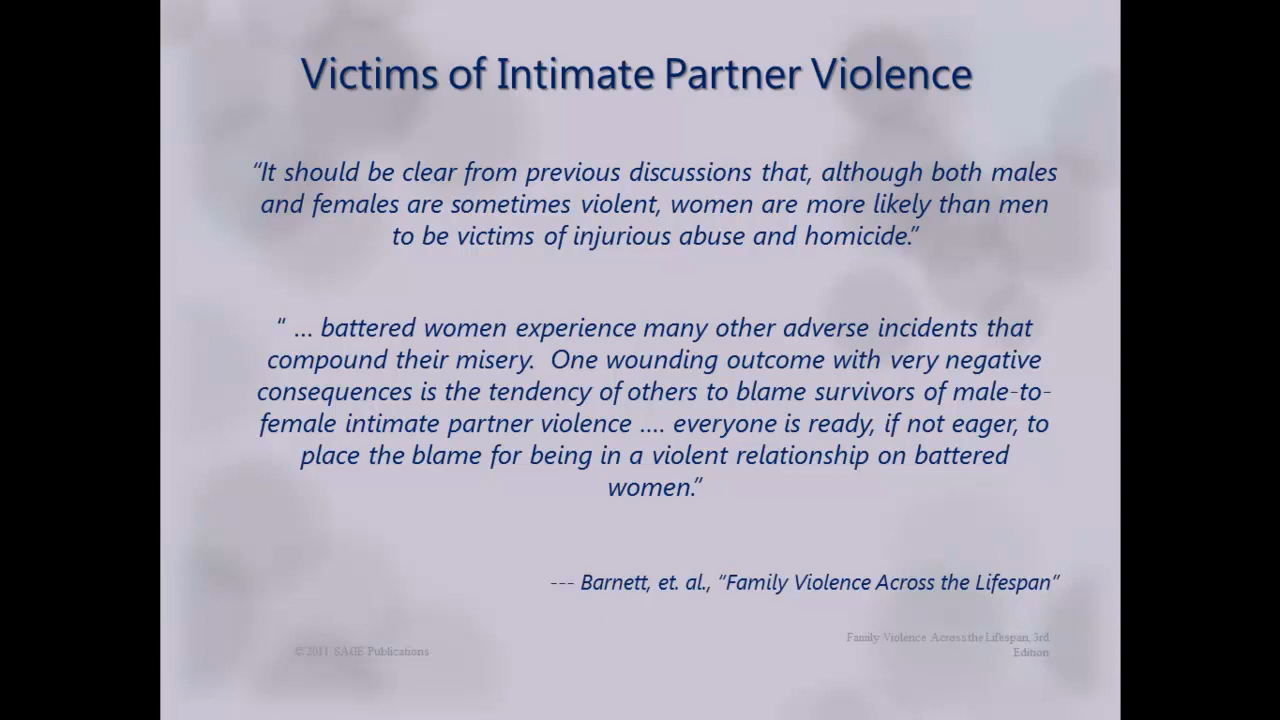 Victims of Intimate Partner Violence
“It should be clear from previous discussions that, although both males
and females are sometimes violent, women are more likely than men
to be victims of injurious abuse and homicide.”
“ ... battered women experience many other adverse incidents that
compound their misery.  One wounding outcome with very negative
consequences is the tendency of others to blame survivors of male-to-
female intimate partner violence .... everyone is ready, if not eager, to
place the blame for being in a violent relationship on battered
women.”
--- Barnett, et. al., “Family Violence Across the Lifespan”
©2011 SAGE Publications
Family Violence Across the Lifespan, 3rd
Edition